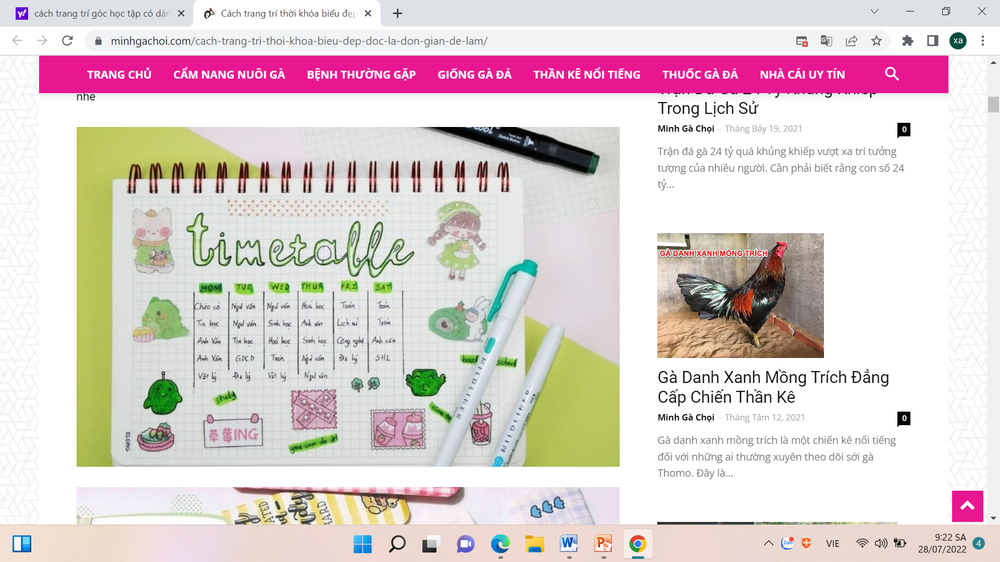 cách trang trí góc học tập có dán
Cách trang trí thời khóa biểu đẹp
minhgachoi.com/cach-trang-tri-thoi-khoa-bieu-dep-doc-la-don-gian-de-lam/
xa
TRANG CHỦ CẨM NANG NUÔI GÀ BỆNH THƯỜNG GẶP GIỐNG GÀ ĐÁ THẦN KÊ NỔI TIẾNG THUỐC GÀ ĐÁ NHÀ CÁI UY TÍN
nhé
timetable
MON TUE WED THUR FRI SAT
Chào cờ Ngữ văn Ngữ văn Hoá học Toán Toán
Tin học Ngữ văn Sinh học Anh văn Lịch sử Toán
Anh Văn Tin học Hoá học Sinh học Công nghệ Anh văn
Anh Văn GDCD Toán Ngữ văn Địa lý SHL
Vật lý Địa lý Vật lý Ngữ văn
back school
study
草莓ING
you can do it!
time to
XLONG
MILDLINER
MILDLINER
Twin Art
Sketch Marker
HARD
Trong Lịch Sử
Minh Gà Chọi - Tháng Bảy 19, 2021
0
Trận đá gà 24 tỷ quá khủng khiếp vượt xa trí tưởng
tượng của nhiều người. Cần phải biết rằng con số 24
tỷ...
GÀ DANH XANH MÒNG TRÍCH
Gà Danh Xanh Mồng Trích Đẳng
Cấp Chiến Thần Kê
Minh Gà Chọi - Tháng Tám 12, 2021
0
Gà danh xanh mồng trích là một chiến kê nổi tiếng
đối với những ai thường xuyên theo dõi sới gà
Thomo. Đây là...
Zalo
VIE
9:22 SA
28/07/2022
4